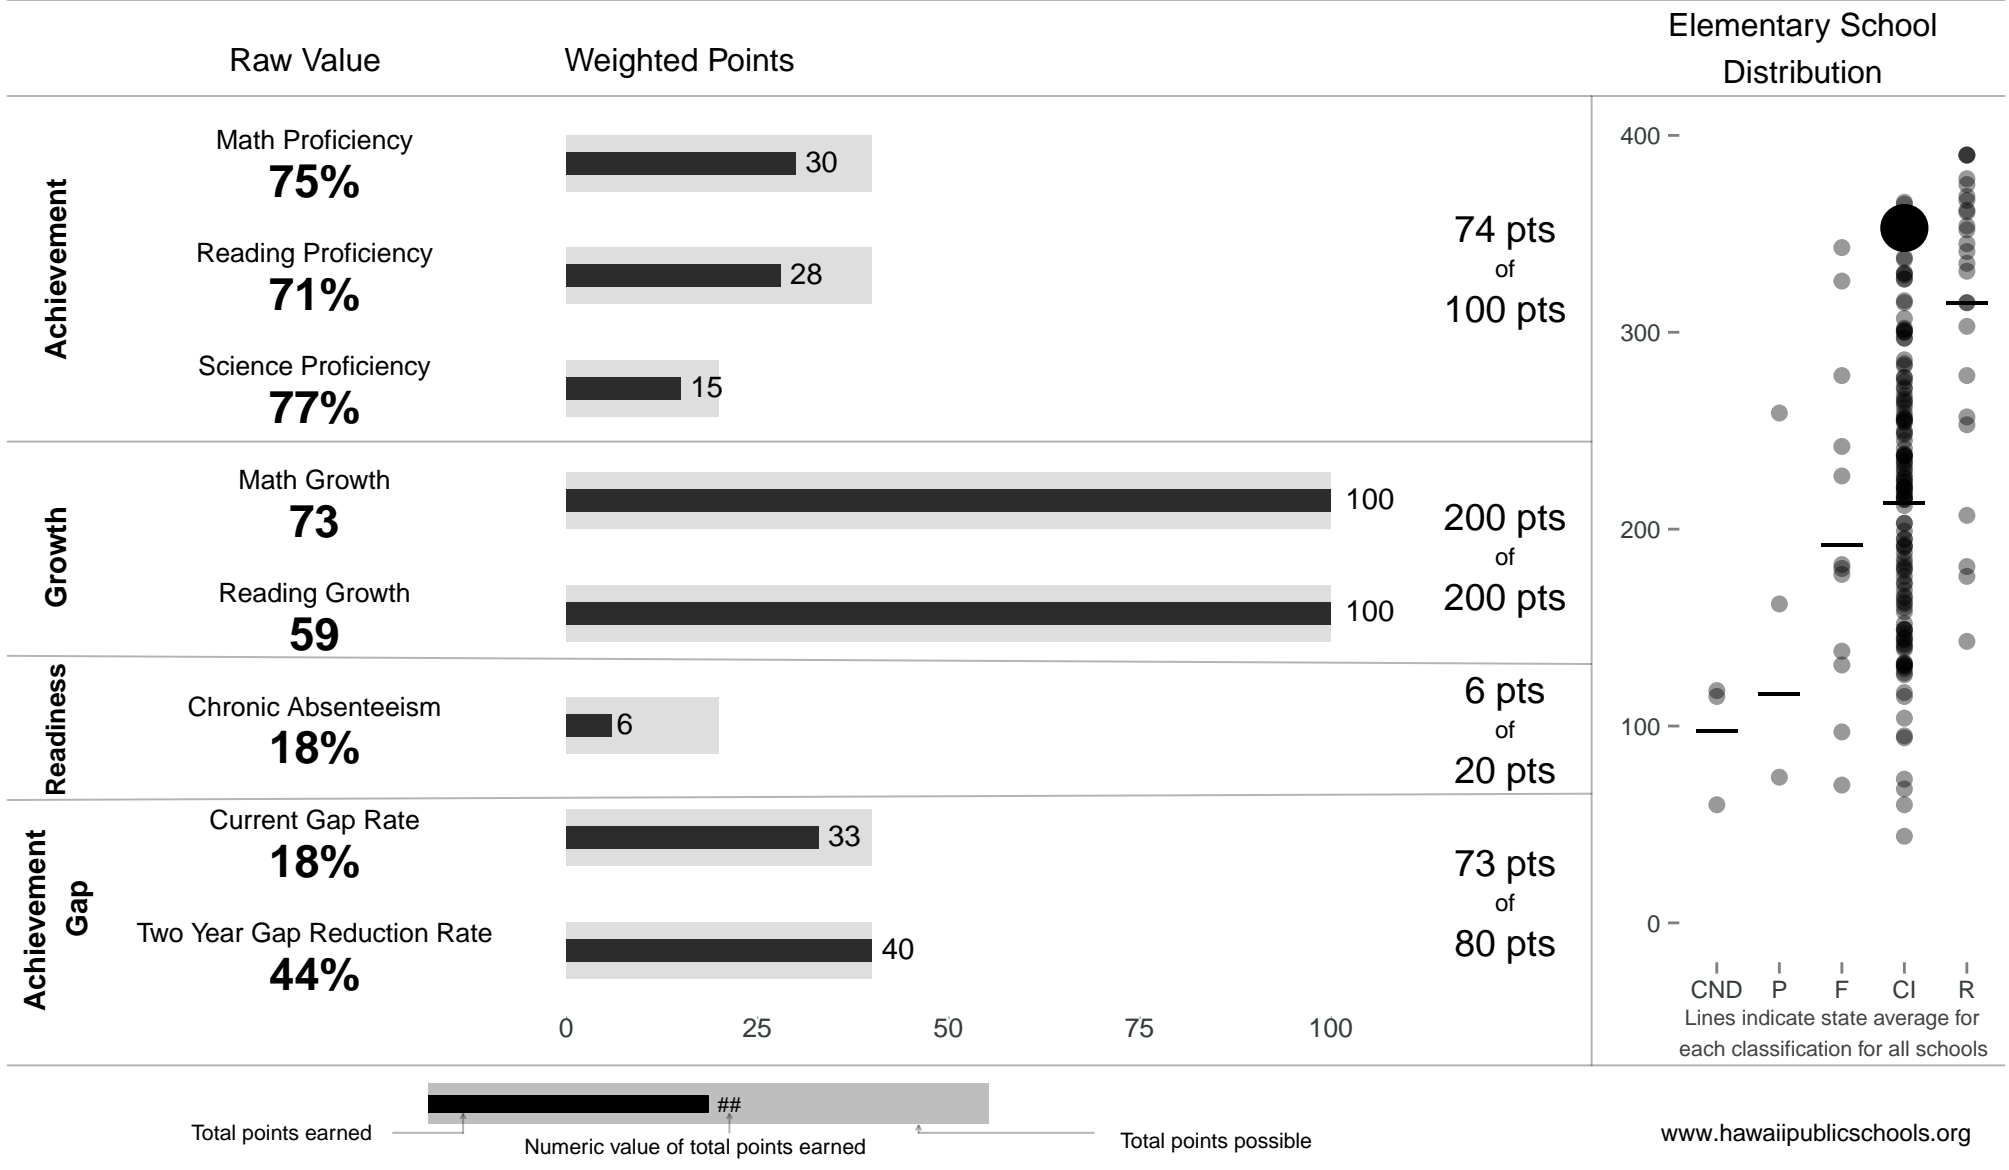 Raw Value
Weighted Points
Elementary School
Distribution
Achievement
Math Proficiency
75%
30
Reading Proficiency
71%
28
Science Proficiency
77%
15
74 pts
of
100 pts
Growth
Math Growth
73
100
Reading Growth
59
100
200 pts
of
200 pts
Readiness
Chronic Absenteeism
18%
6
6 pts
of
20 pts
Achievement
Gap
Current Gap Rate
18%
33
Two Year Gap Reduction Rate
44%
40
73 pts
of
80 pts
0 25 50 75 100
400
300
200
100
0
CND P F CI R
Lines indicate state average for
each classification for all schools
##
Total points earned
Numeric value of total points earned
Total points possible
www.hawaiipublicschools.org